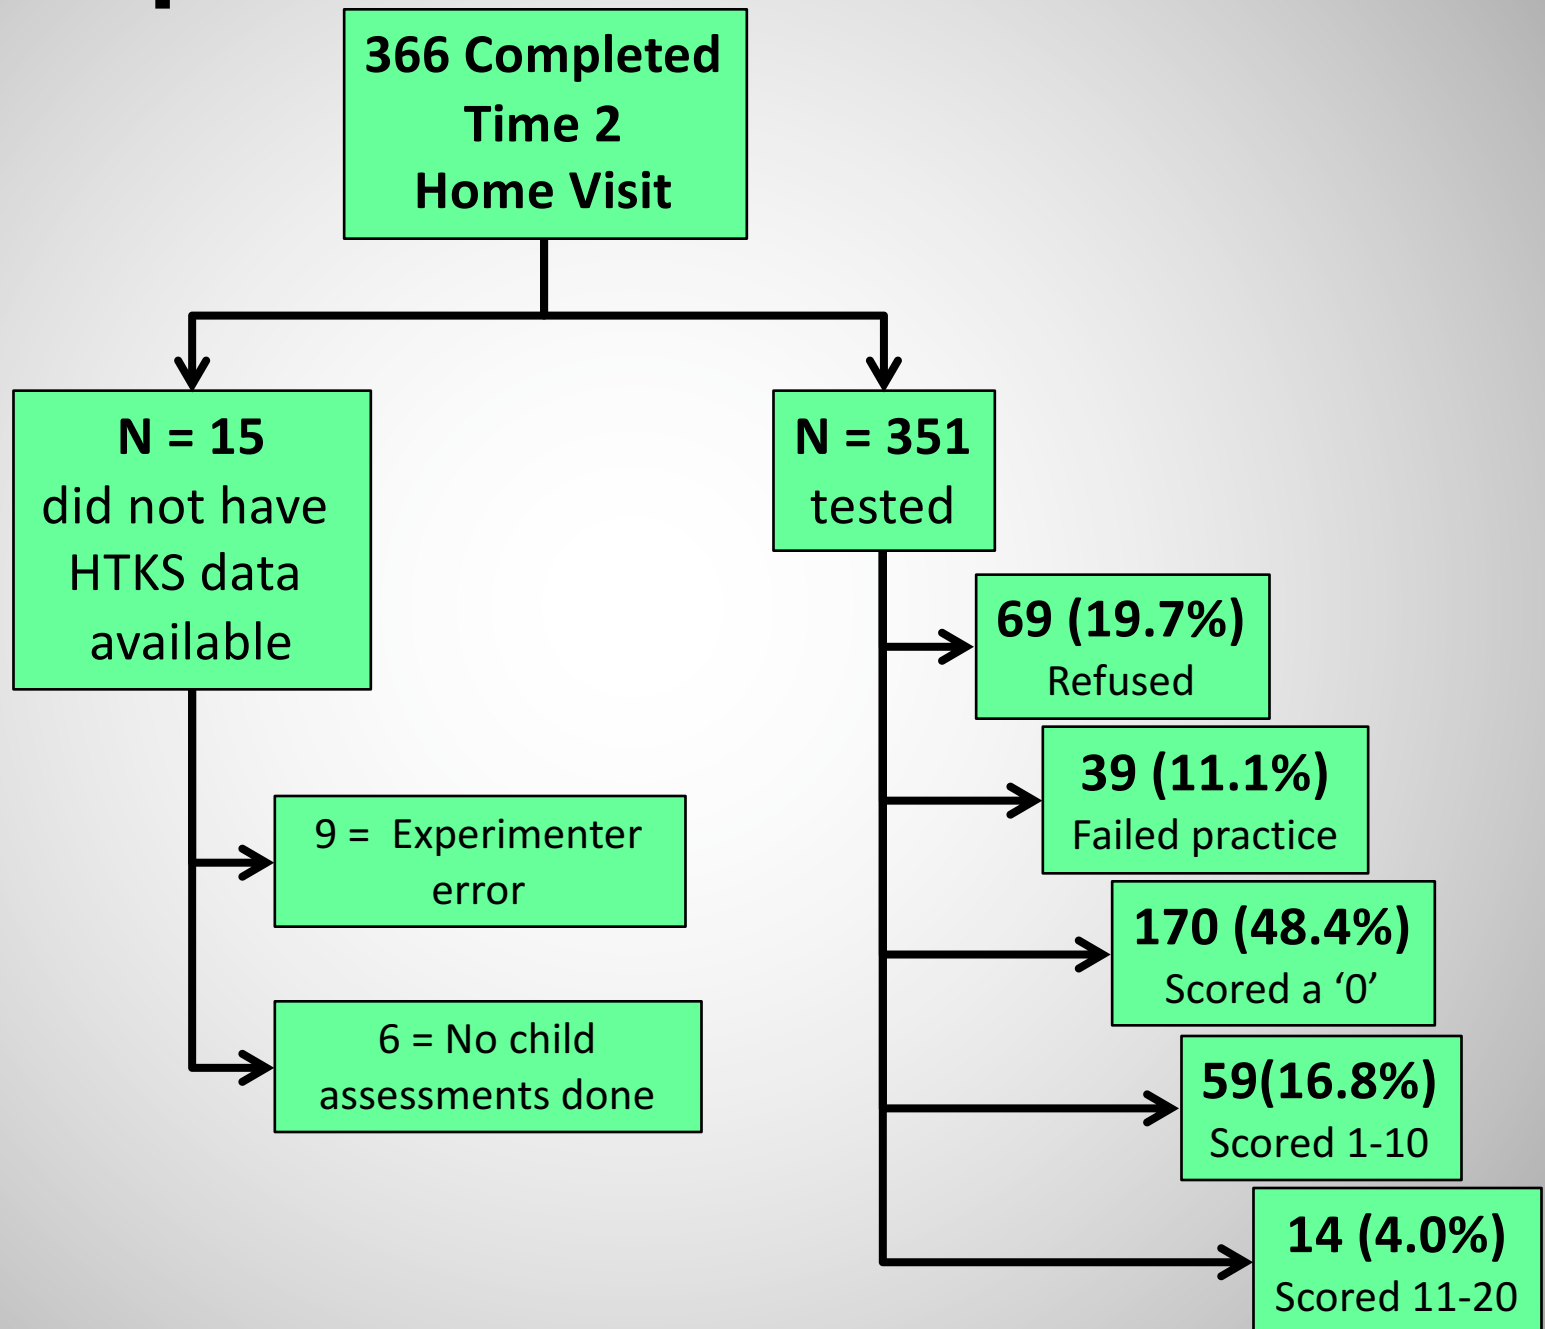 366 Completed
Time 2
Home Visit
N = 15
did not have
HTKS data
available
9 =  Experimenter
error
6 = No child
assessments done
N = 351
tested
69 (19.7%)
Refused
39 (11.1%)
Failed practice
170 (48.4%)
Scored a ‘0’
59(16.8%)
Scored 1-10
14 (4.0%)
Scored 11-20